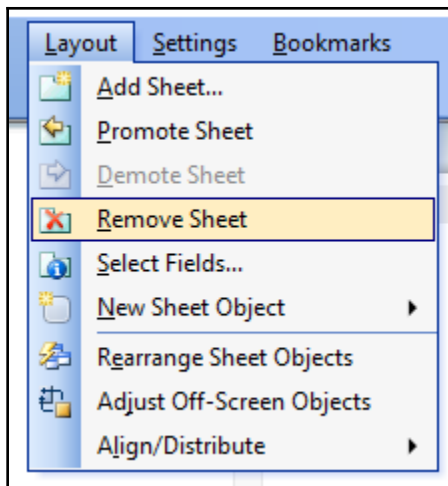 Layout Settings Bookmarks
Add Sheet...
Promote Sheet
Demote Sheet
Remove Sheet
Select Fields...
New Sheet Object
Rearrange Sheet Objects
Adjust Off-Screen Objects
Align/Distribute